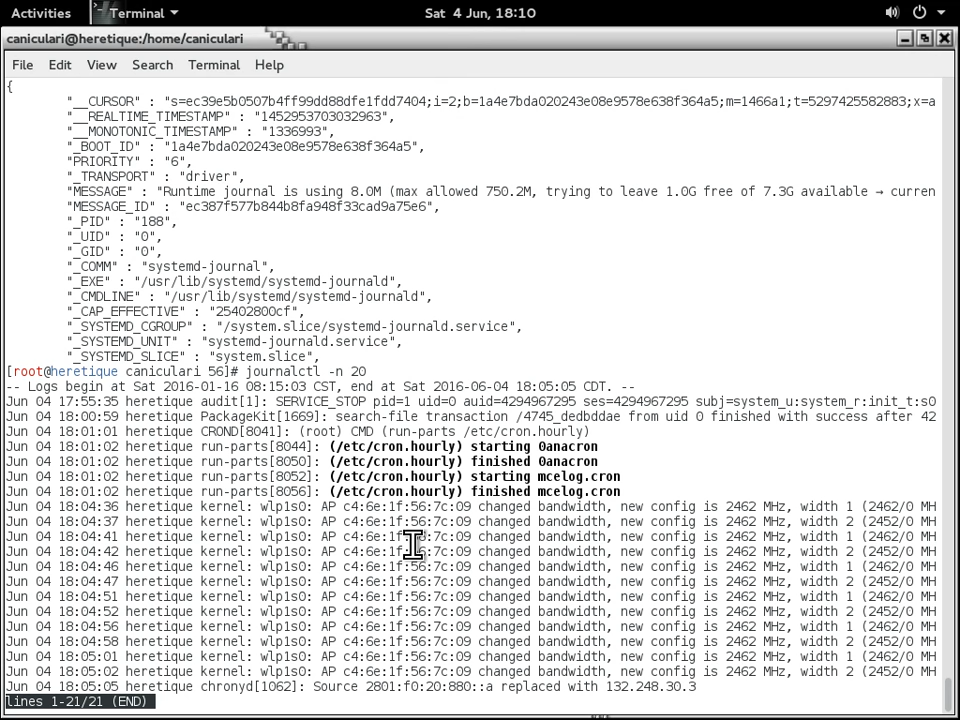 Activities Terminal Sat 4 Jun, 18:10
caniculari@heretique:/home/caniculari
File Edit View Search Terminal Help
{
"__CURSOR" : "s=ec39e5b0507b4ff99dd88dfe1fdd7404;i=2;b=1a4e7bda020243e08e9578e638f364a5;m=1466a1;t=5297425582883;x=a
"__REALTIME_TIMESTAMP" : "1452953703032963",
"__MONOTONIC_TIMESTAMP" : "1336993",
"_BOOT_ID" : "1a4e7bda020243e08e9578e638f364a5",
"PRIORITY" : "6",
"_TRANSPORT" : "driver",
"MESSAGE" : "Runtime journal is using 8.0M (max allowed 750.2M, trying to leave 1.0G free of 7.3G available → curren
"MESSAGE_ID" : "ec387f577b844b8fa948f33cad9a75e6",
"_PID" : "188",
"_UID" : "0",
"_GID" : "0",
"_COMM" : "systemd-journal",
"_EXE" : "/usr/lib/systemd/systemd-journald",
"_CMDLINE" : "/usr/lib/systemd/systemd-journald",
"_CAP_EFFECTIVE" : "25402800cf",
"_SYSTEMD_CGROUP" : "/system.slice/systemd-journald.service",
"_SYSTEMD_UNIT" : "systemd-journald.service",
"_SYSTEMD_SLICE" : "system.slice",
[root@heretique caniculari 56]# journalctl -n 20
-- Logs begin at Sat 2016-01-16 08:15:03 CST, end at Sat 2016-06-04 18:05:05 CDT. --
Jun 04 17:55:35 heretique audit[1]: SERVICE_STOP pid=1 uid=0 auid=4294967295 ses=4294967295 subj=system_u:system_r:init_t:s0
Jun 04 18:00:59 heretique PackageKit[1669]: search-file transaction /4745_dedbddae from uid 0 finished with success after 42
Jun 04 18:01:01 heretique CROND[8041]: (root) CMD (run-parts /etc/cron.hourly)
Jun 04 18:01:02 heretique run-parts[8044]: (/etc/cron.hourly) starting 0anacron
Jun 04 18:01:02 heretique run-parts[8050]: (/etc/cron.hourly) finished 0anacron
Jun 04 18:01:02 heretique run-parts[8052]: (/etc/cron.hourly) starting mcelog.cron
Jun 04 18:01:02 heretique run-parts[8056]: (/etc/cron.hourly) finished mcelog.cron
Jun 04 18:04:36 heretique kernel: wlp1s0: AP c4:6e:1f:56:7c:09 changed bandwidth, new config is 2462 MHz, width 1 (2462/0 MH
Jun 04 18:04:37 heretique kernel: wlp1s0: AP c4:6e:1f:56:7c:09 changed bandwidth, new config is 2462 MHz, width 2 (2452/0 MH
Jun 04 18:04:41 heretique kernel: wlp1s0: AP c4:6e:1f:56:7c:09 changed bandwidth, new config is 2462 MHz, width 1 (2462/0 MH
Jun 04 18:04:42 heretique kernel: wlp1s0: AP c4:6e:1f:56:7c:09 changed bandwidth, new config is 2462 MHz, width 2 (2452/0 MH
Jun 04 18:04:46 heretique kernel: wlp1s0: AP c4:6e:1f:56:7c:09 changed bandwidth, new config is 2462 MHz, width 1 (2462/0 MH
Jun 04 18:04:47 heretique kernel: wlp1s0: AP c4:6e:1f:56:7c:09 changed bandwidth, new config is 2462 MHz, width 2 (2452/0 MH
Jun 04 18:04:51 heretique kernel: wlp1s0: AP c4:6e:1f:56:7c:09 changed bandwidth, new config is 2462 MHz, width 1 (2462/0 MH
Jun 04 18:04:52 heretique kernel: wlp1s0: AP c4:6e:1f:56:7c:09 changed bandwidth, new config is 2462 MHz, width 2 (2452/0 MH
Jun 04 18:04:56 heretique kernel: wlp1s0: AP c4:6e:1f:56:7c:09 changed bandwidth, new config is 2462 MHz, width 1 (2462/0 MH
Jun 04 18:04:58 heretique kernel: wlp1s0: AP c4:6e:1f:56:7c:09 changed bandwidth, new config is 2462 MHz, width 2 (2452/0 MH
Jun 04 18:05:01 heretique kernel: wlp1s0: AP c4:6e:1f:56:7c:09 changed bandwidth, new config is 2462 MHz, width 1 (2462/0 MH
Jun 04 18:05:02 heretique kernel: wlp1s0: AP c4:6e:1f:56:7c:09 changed bandwidth, new config is 2462 MHz, width 2 (2452/0 MH
Jun 04 18:05:05 heretique chronyd[1062]: Source 2801:f0:20:880::a replaced with 132.248.30.3
lines 1-21/21 (END)